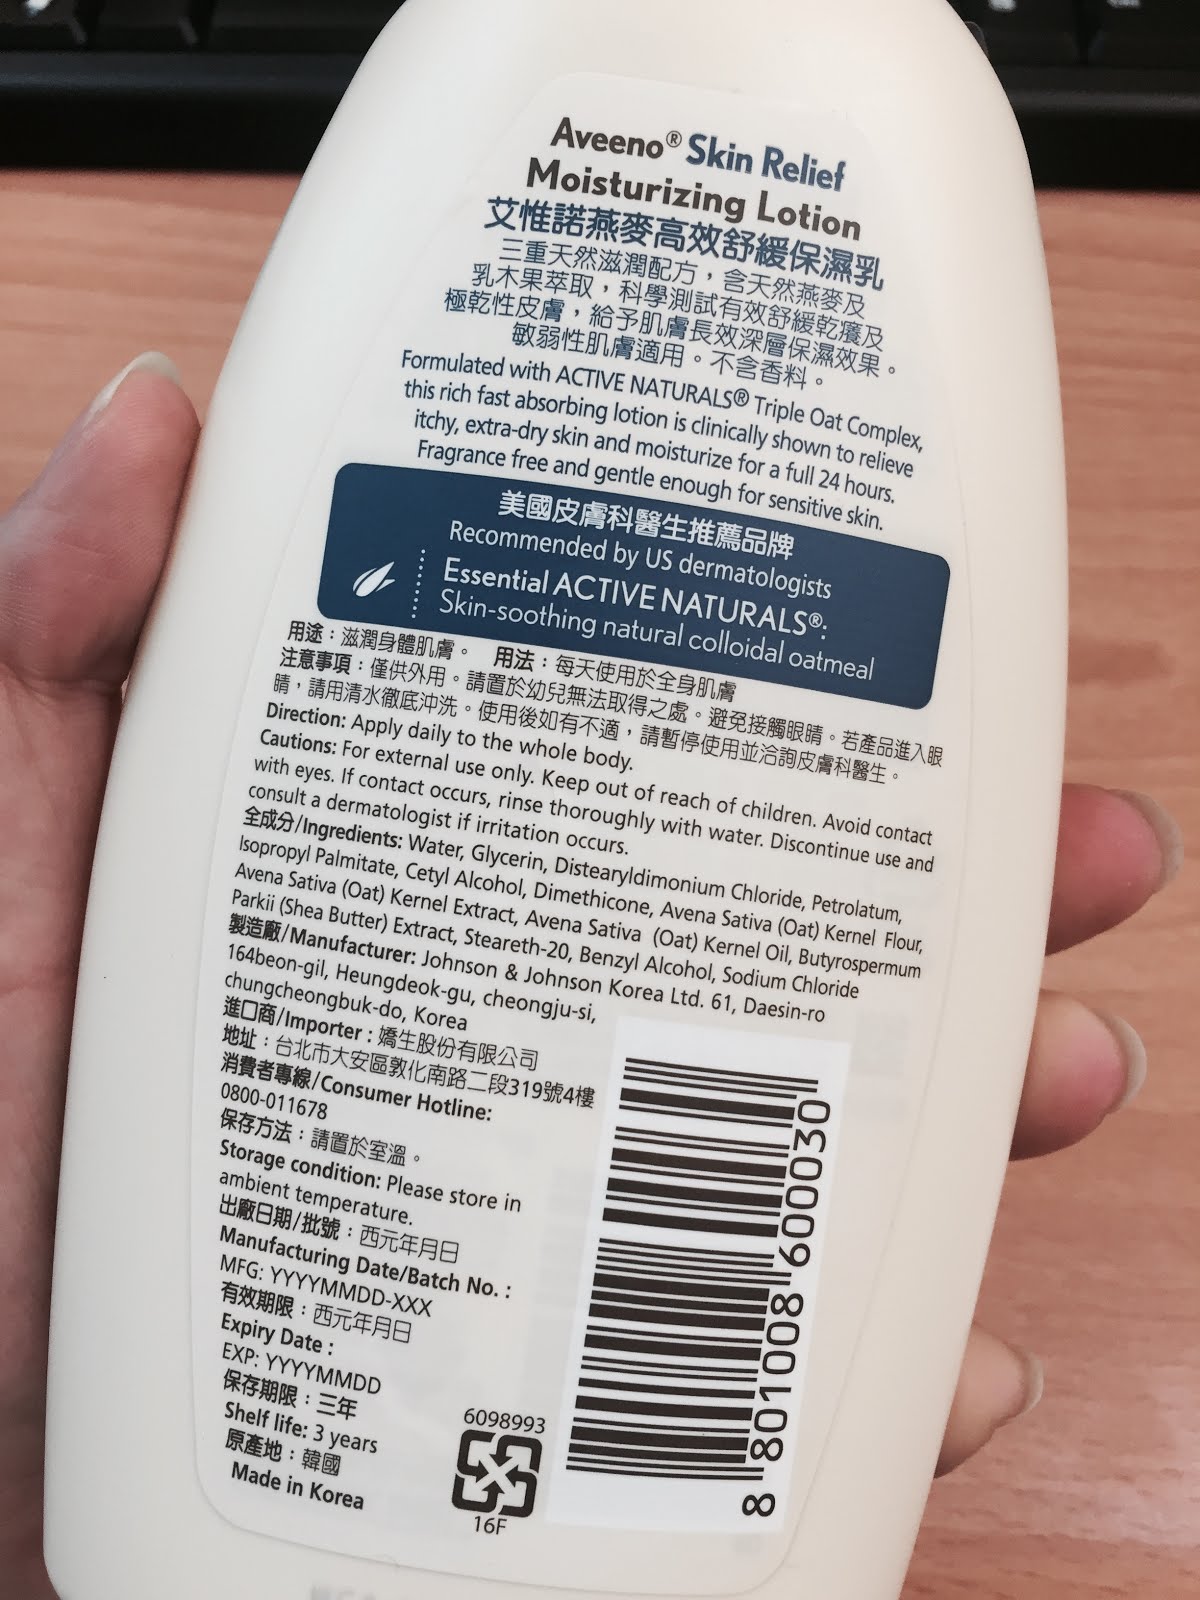 Aveeno® Skin Relief
Moisturizing Lotion
艾惟諾燕麥高效舒緩保濕乳
三重天然滋潤配方，含天然燕麥及
乳木果萃取，科學測試有效舒緩乾癢及
極乾性皮膚，給予肌膚長效深層保濕效果。
敏弱性肌膚適用。不含香料。
Formulated with ACTIVE NATURALS® Triple Oat Complex,
this rich fast absorbing lotion is clinically shown to relieve
itchy, extra-dry skin and moisturize for a full 24 hours.
Fragrance free and gentle enough for sensitive skin.
美國皮膚科醫生推薦品牌
Recommended by US dermatologists
Essential ACTIVE NATURALS®:
Skin-soothing natural colloidal oatmeal
用途：滋潤身體肌膚。 用法：每天使用於全身肌膚
注意事項：僅供外用。請置於幼兒無法取得之處。避免接觸眼睛。若產品進入眼
睛，請用清水徹底沖洗。使用後如有不適，請暫停使用並洽詢皮膚科醫生。
Direction: Apply daily to the whole body.
Cautions: For external use only. Keep out of reach of children. Avoid contact
with eyes. If contact occurs, rinse thoroughly with water. Discontinue use and
consult a dermatologist if irritation occurs.
全成分/Ingredients: Water, Glycerin, Distearyldimonium Chloride, Petrolatum,
Isopropyl Palmitate, Cetyl Alcohol, Dimethicone, Avena Sativa (Oat) Kernel Flour,
Avena Sativa (Oat) Kernel Extract, Avena Sativa (Oat) Kernel Oil, Butyrospermum
Parkii (Shea Butter) Extract, Steareth-20, Benzyl Alcohol, Sodium Chloride
製造廠/Manufacturer: Johnson & Johnson Korea Ltd. 61, Daesin-ro
164beon-gil, Heungdeok-gu, cheongju-si,
chungcheongbuk-do, Korea
進口商/Importer：嬌生股份有限公司
地址：台北市大安區敦化南路二段319號4樓
消費者專線/Consumer Hotline:
0800-011678
保存方法：請置於室溫。
Storage condition: Please store in
ambient temperature.
出廠日期/批號：西元年月日
Manufacturing Date/Batch No. :
MFG: YYYYMMDD-XXX
有效期限：西元年月日
Expiry Date :
EXP: YYYYMMDD
保存期限：三年
Shelf life: 3 years
原產地：韓國
Made in Korea
6098993
16F
8 801008 600030